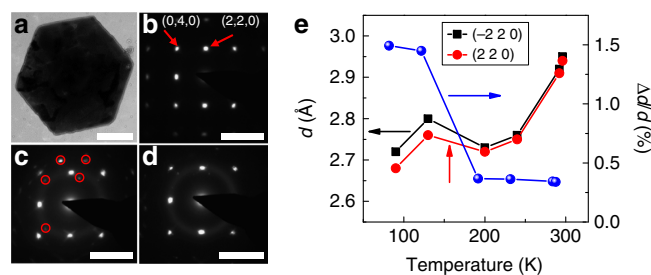 a
b
(0,4,0) (2,2,0)
c
d
e
(-2 2 0)
(2 2 0)
3.0
2.9
2.8
2.7
2.6
d (Å)
1.5
1.0
0.5
0.0
Δd/d (%)
100 200 300
Temperature (K)